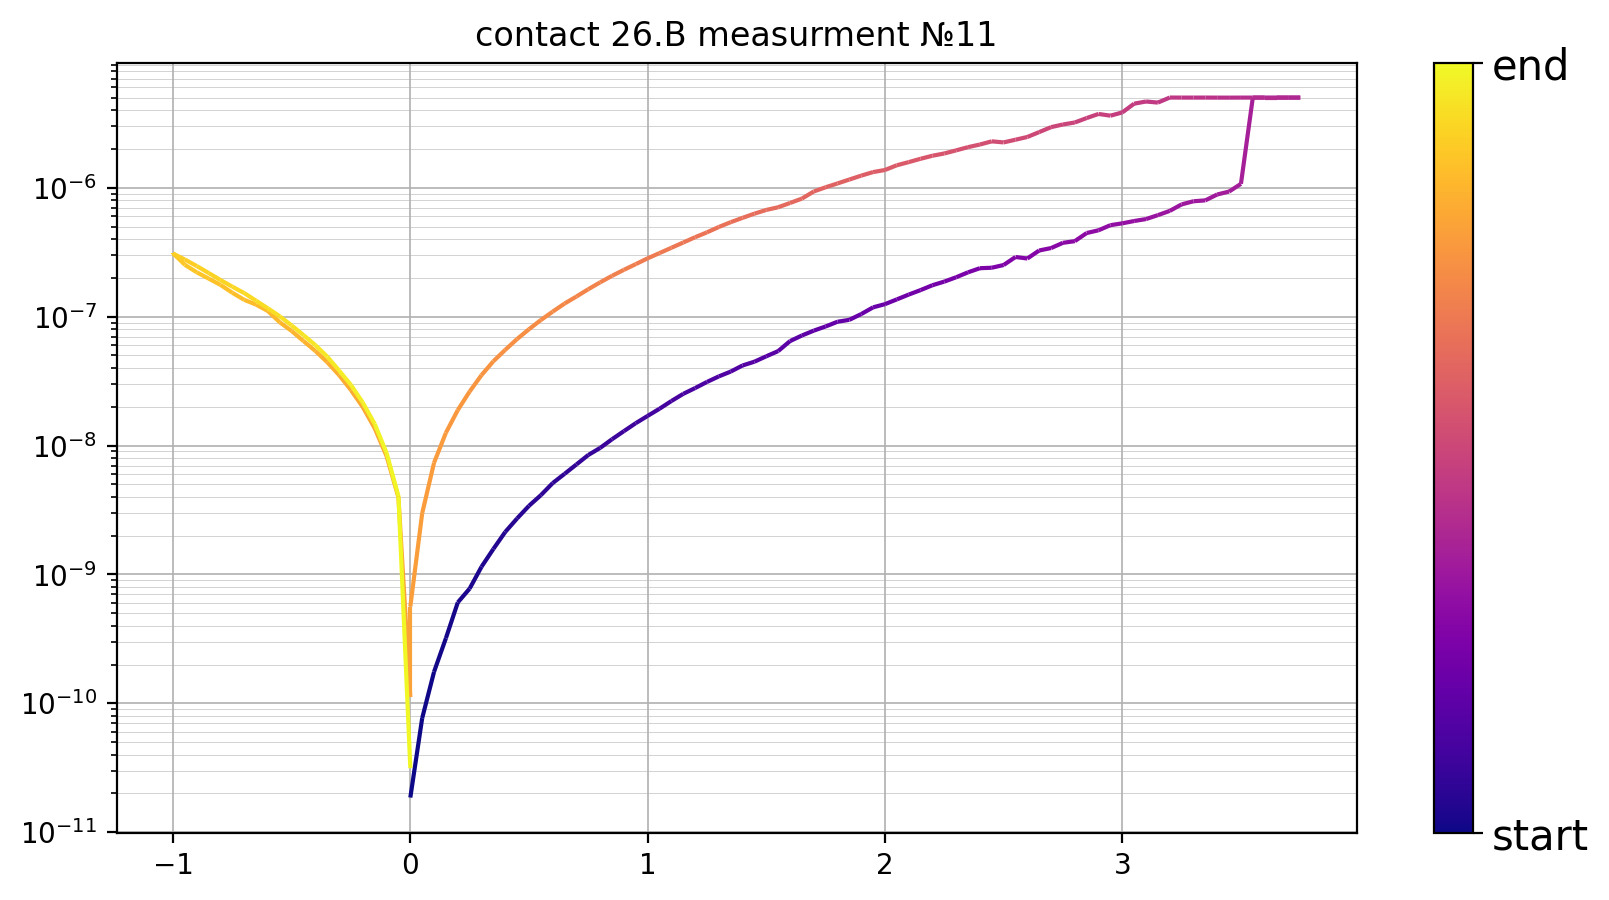 contact 26.B measurment №11
10⁻⁶
10⁻⁷
10⁻⁸
10⁻⁹
10⁻¹⁰
10⁻¹¹
−1 0 1 2 3
end
start